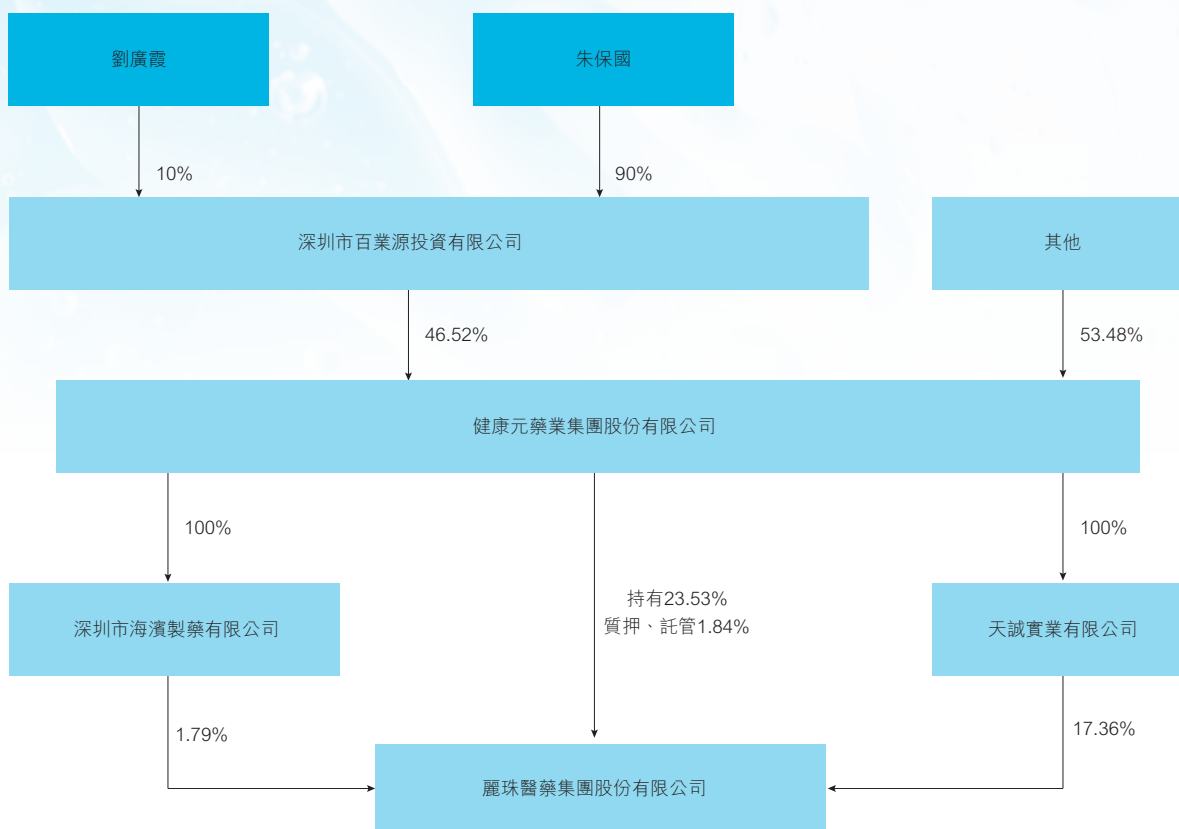 劉廣霞
朱保國
10%
90%
深圳市百業源投資有限公司
其他
46.52%
53.48%
健康元藥業集團股份有限公司
100%
100%
持有23.53%
質押、託管1.84%
深圳市海濱製藥有限公司
天誠實業有限公司
1.79%
17.36%
麗珠醫藥集團股份有限公司